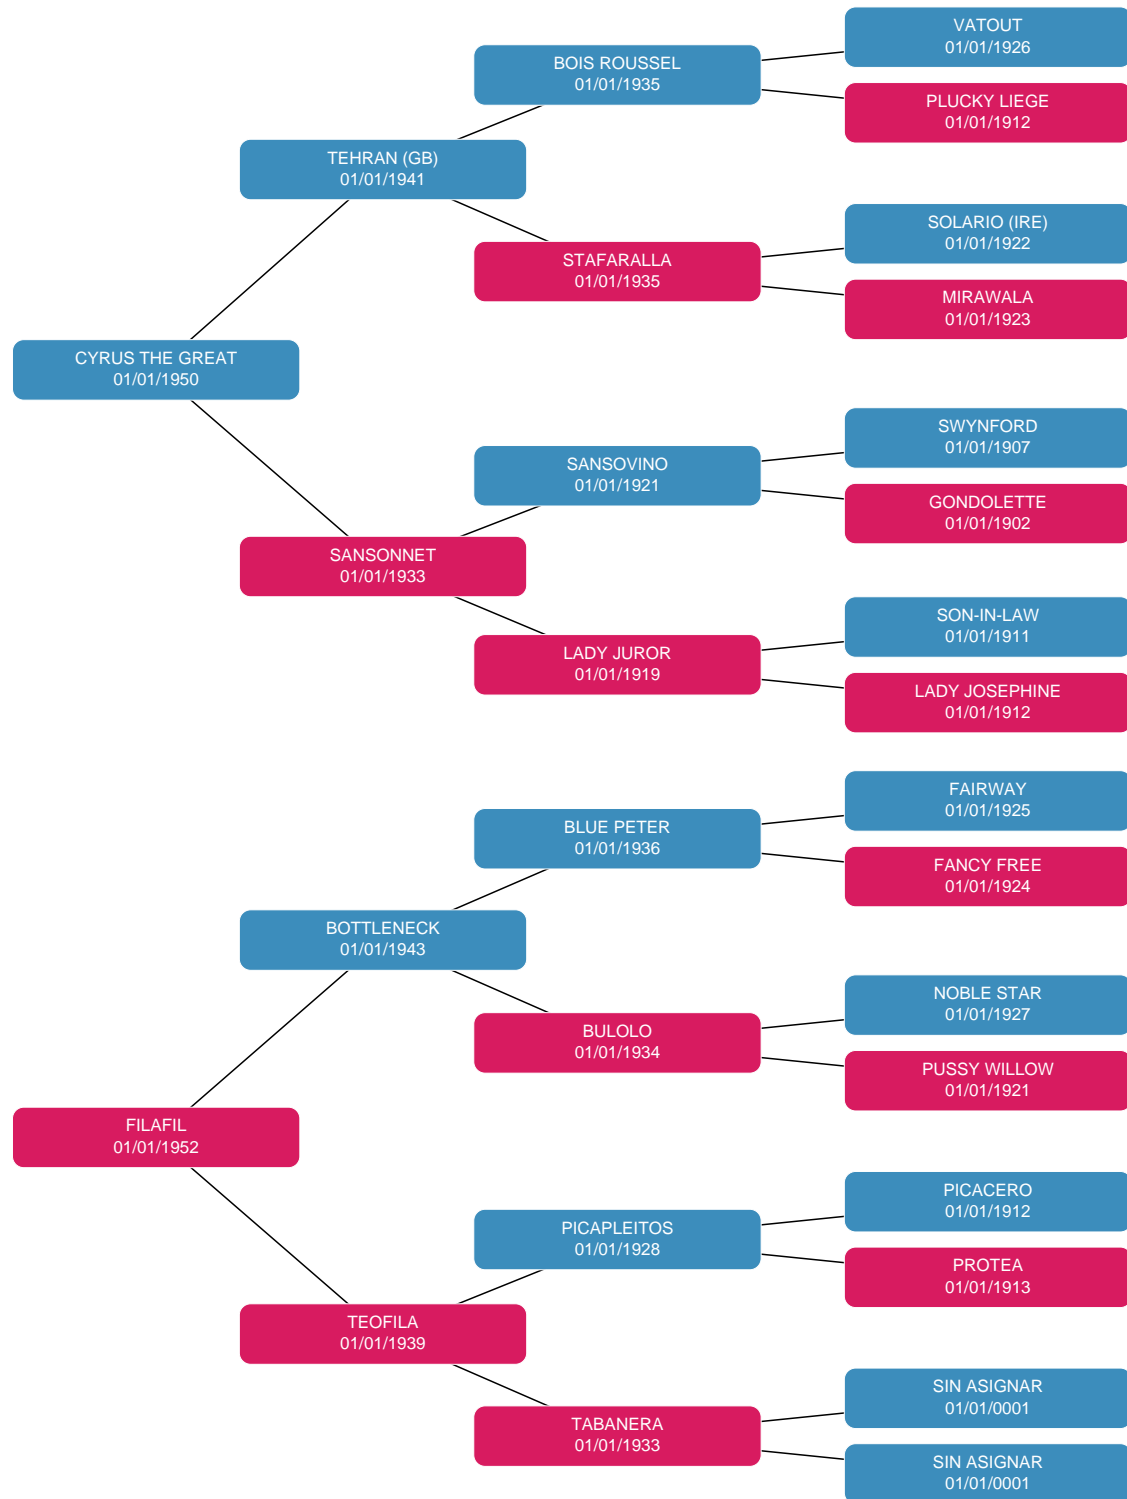 VATOUT
01/01/1926
BOIS ROUSSEL
01/01/1935
PLUCKY LIEGE
01/01/1912
TEHRAN (GB)
01/01/1941
SOLARIO (IRE)
01/01/1922
STAFARALLA
01/01/1935
MIRAWALA
01/01/1923
CYRUS THE GREAT
01/01/1950
SWYNFORD
01/01/1907
SANSOVINO
01/01/1921
GONDOLETTE
01/01/1902
SANSONNET
01/01/1933
SON-IN-LAW
01/01/1911
LADY JUROR
01/01/1919
LADY JOSEPHINE
01/01/1912
FAIRWAY
01/01/1925
BLUE PETER
01/01/1936
FANCY FREE
01/01/1924
BOTTLENECK
01/01/1943
NOBLE STAR
01/01/1927
BULOLO
01/01/1934
PUSSY WILLOW
01/01/1921
FILAFIL
01/01/1952
PICACERO
01/01/1912
PICAPLEITOS
01/01/1928
PROTEA
01/01/1913
TEOFILA
01/01/1939
SIN ASIGNAR
01/01/0001
TABANERA
01/01/1933
SIN ASIGNAR
01/01/0001